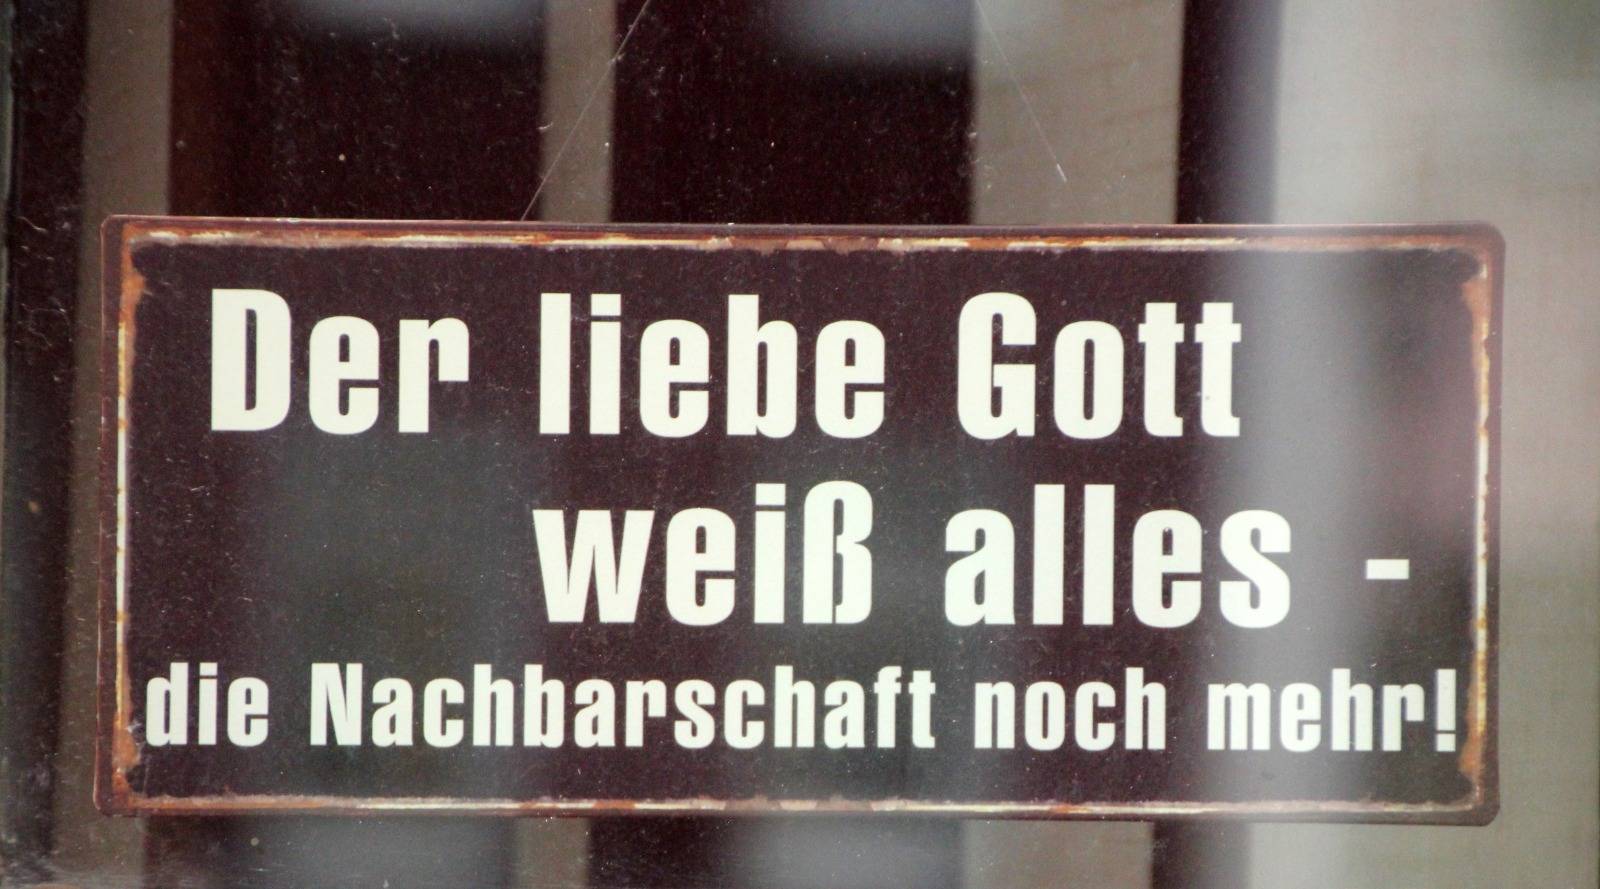 Der liebe Gott
weiß alles -
die Nachbarschaft noch mehr!